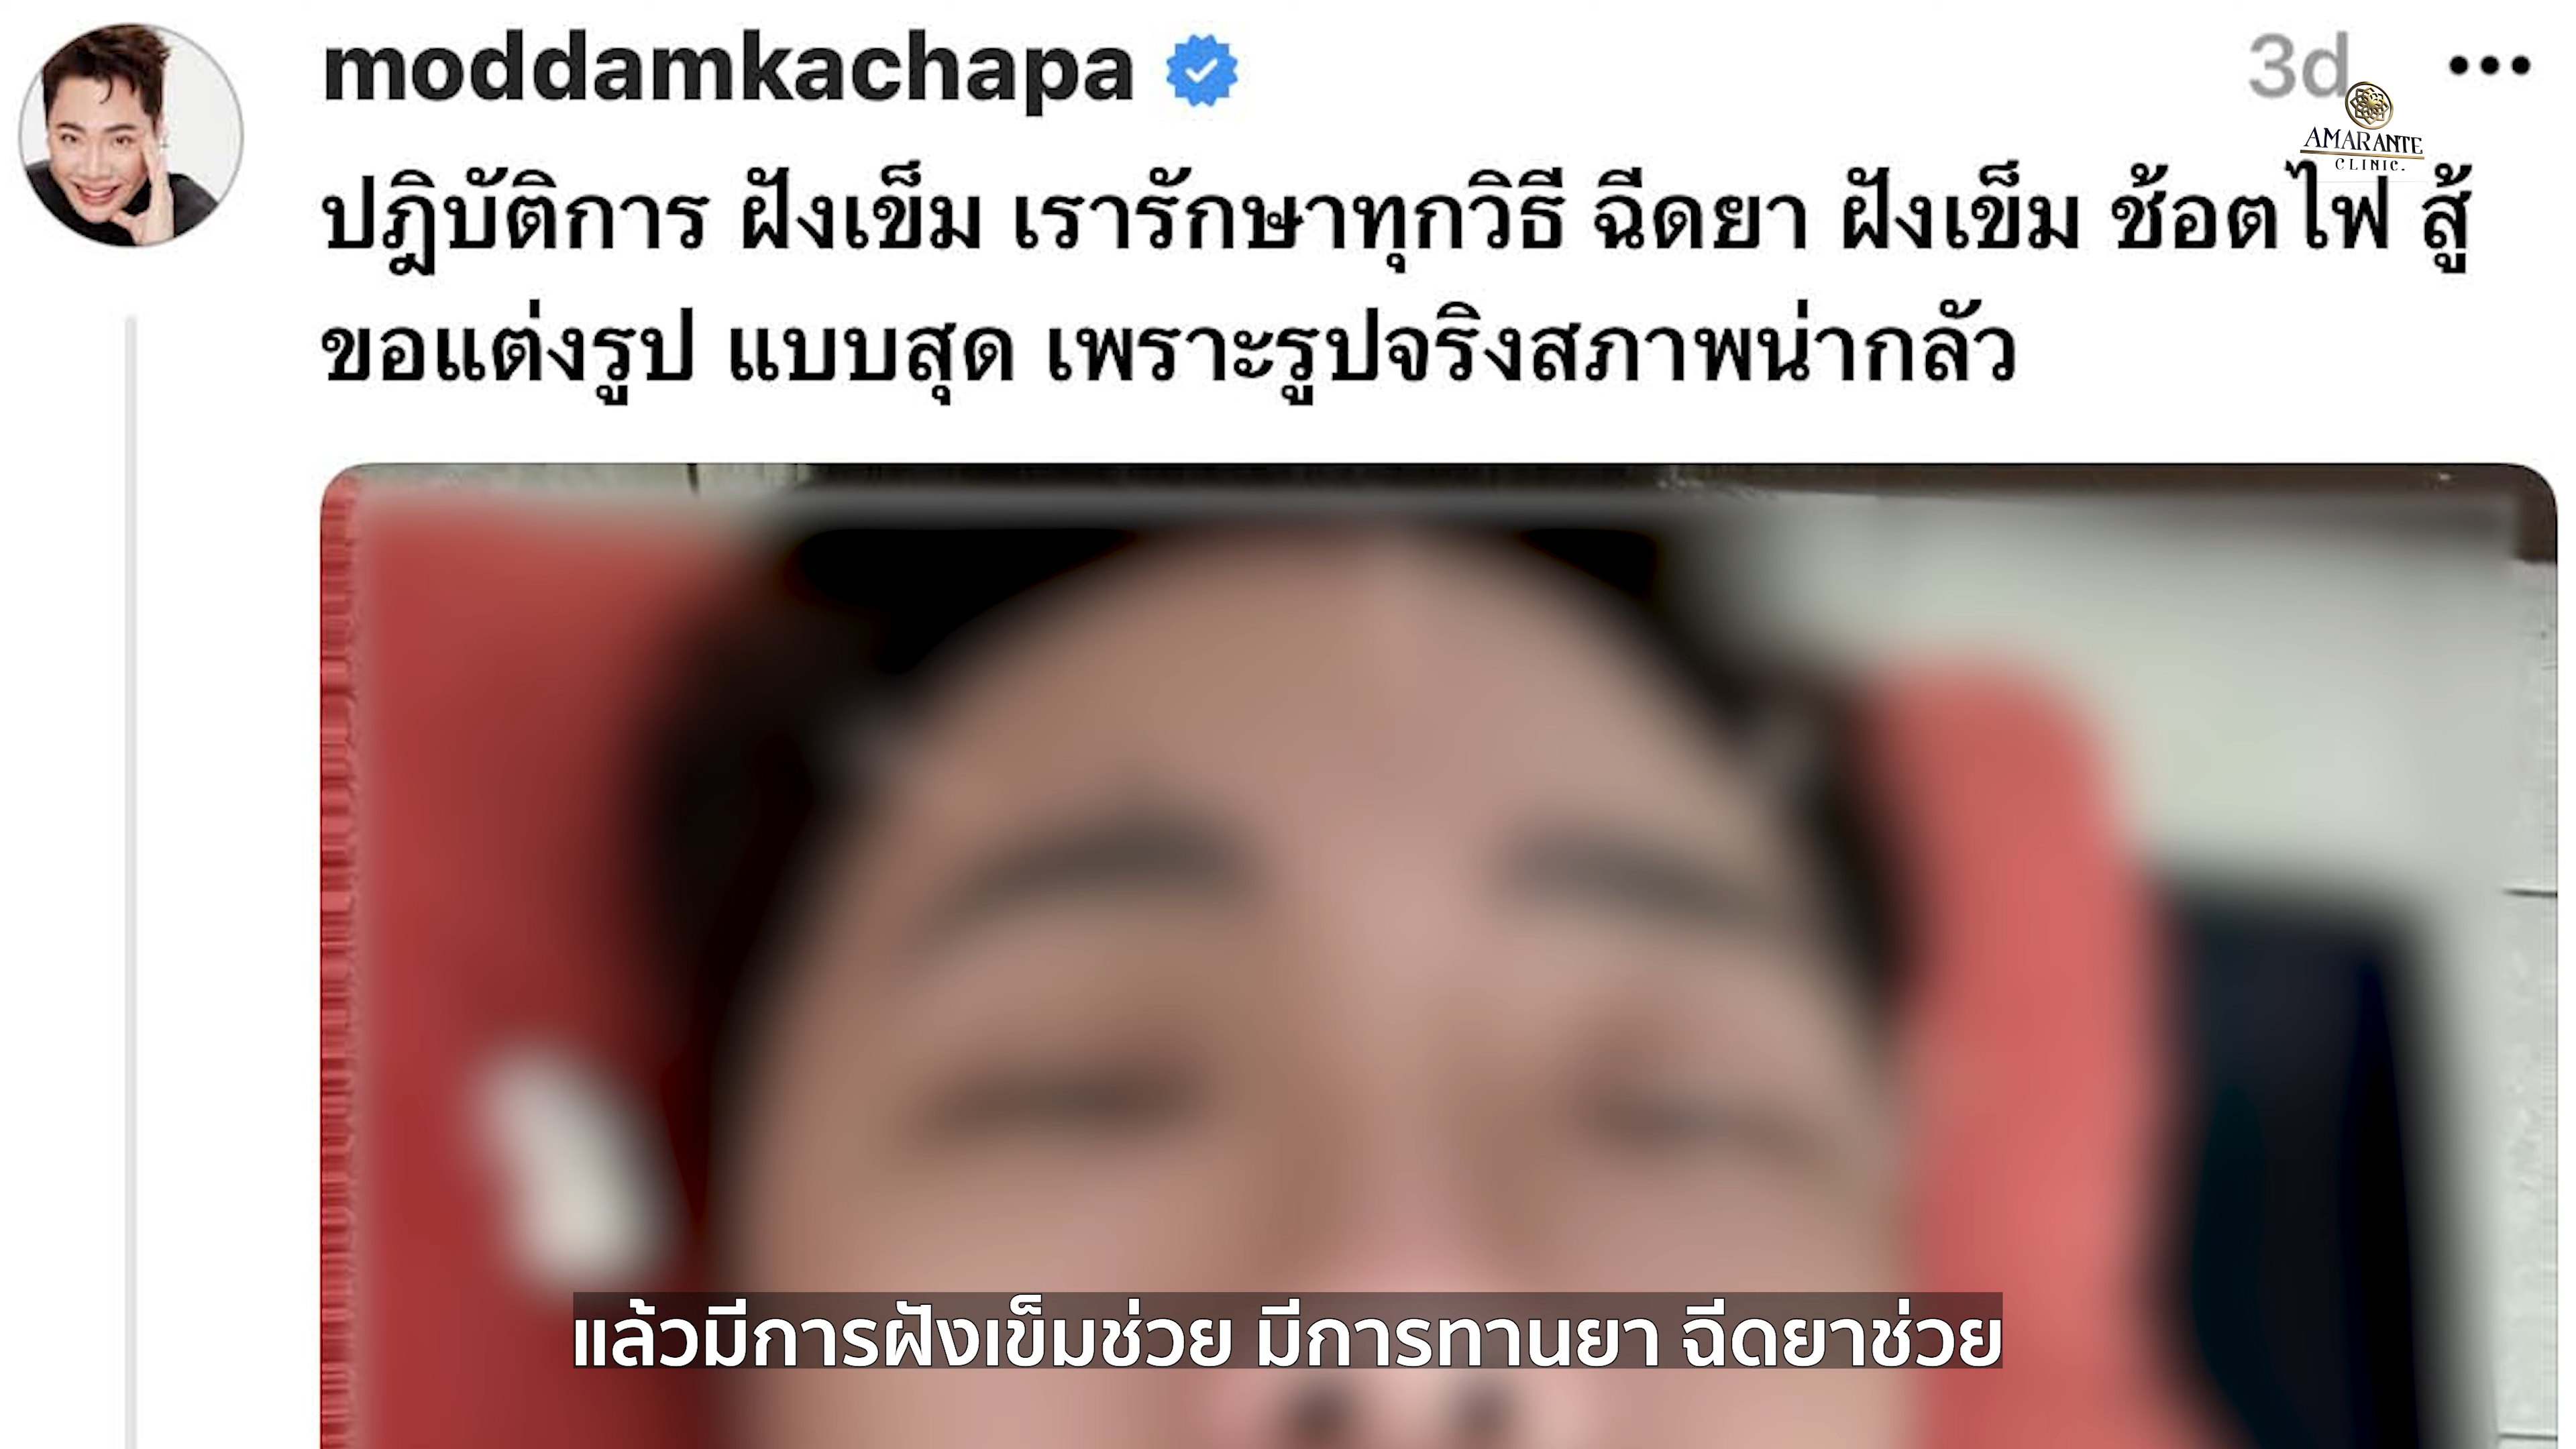 moddamkachapa
3d
AMARANTE
CLINIC.
ปฎิบัติการ ฝังเข็ม เรารักษาทุกวิธี ฉีดยา ฝังเข็ม ช้อตไฟ สู้
ขอแต่งรูป แบบสุด เพราะรูปจริงสภาพน่ากลัว
แล้วมีการฝังเข็มช่วย มีการทานยา ฉีดยาช่วย